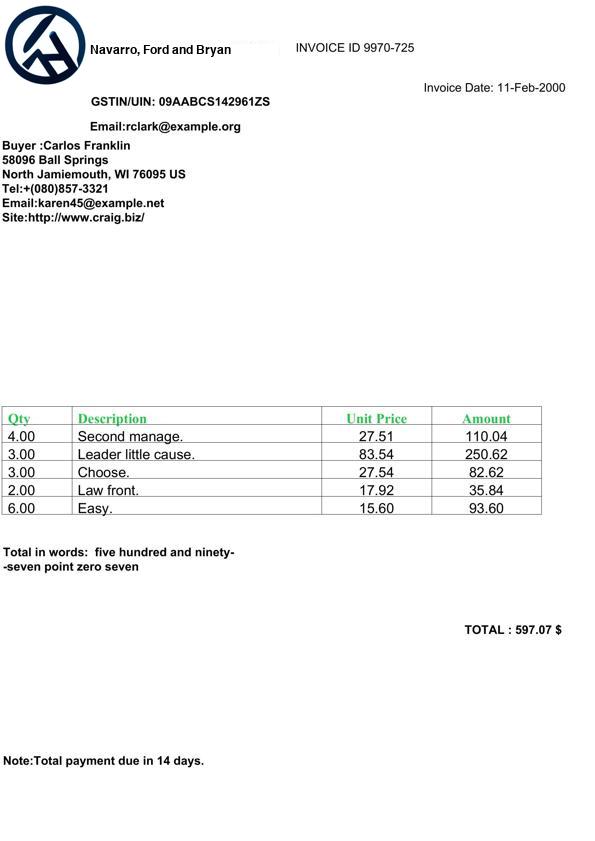 Navarro, Ford and Bryan
INVOICE ID 9970-725
Invoice Date: 11-Feb-2000
GSTIN/UIN: 09AABCS142961ZS
Email:rclark@example.org
Buyer :Carlos Franklin
58096 Ball Springs
North Jamiemouth, WI 76095 US
Tel:+(080)857-3321
Email:karen45@example.net
Site:http://www.craig.biz/
Qty Description Unit Price Amount
4.00 Second manage. 27.51 110.04
3.00 Leader little cause. 83.54 250.62
3.00 Choose. 27.54 82.62
2.00 Law front. 17.92 35.84
6.00 Easy. 15.60 93.60
Total in words: five hundred and ninety-
-seven point zero seven
TOTAL : 597.07 $
Note:Total payment due in 14 days.